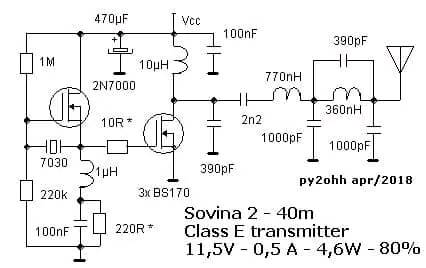 470µF
Vcc
100nF
390pF
1M
10µH
2N7000
770nH
10R *
360nH
2n2
7030
1µH
1000pF
1000pF
390pF
220k
3x BS170
py2ohh apr/2018
100nF
220R *
Sovina 2 - 40m
Class E transmitter
11,5V - 0,5 A - 4,6W - 80%